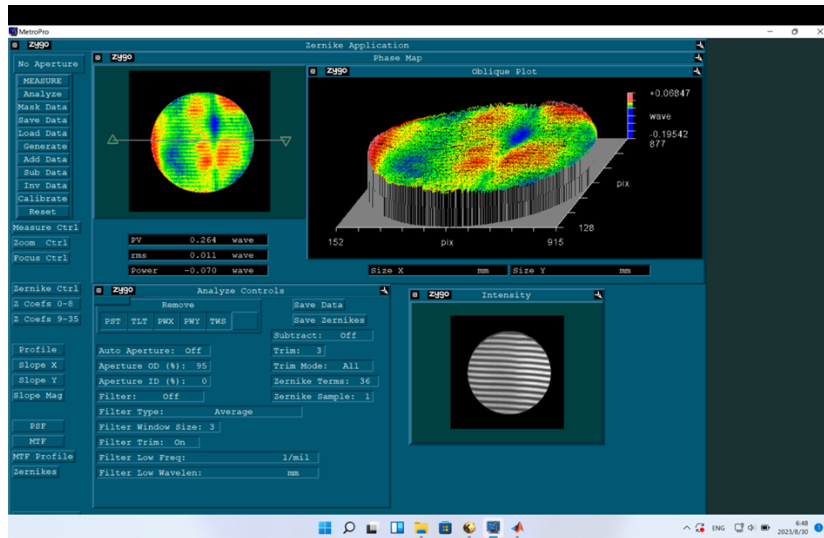 MetroPro
zygo Zernike Application
No Aperture
MEASURE
Analyze
Mask Data
Save Data
Load Data
Generate
Add Data
Sub Data
Inv Data
Calibrate
Reset
Measure Ctrl
Zoom Ctrl
Focus Ctrl
Zernike Ctrl
Z Coefs 0-8
Z Coefs 9-35
Profile
Slope X
Slope Y
Slope Mag
PSF
MTF
MTF Profile
Zernikes
zygo Phase Map
PV 0.264 wave
rms 0.011 wave
Power -0.070 wave
zygo Oblique Plot
+0.06847
wave
-0.19542
877
pix
128
152 pix 915
Size X mm Size Y mm
zygo Analyze Controls
Remove
PST TLT PWX PWY TWS
Save Data
Save Zernikes
Subtract: Off
Auto Aperture: Off Trim: 3
Aperture OD (%): 95 Trim Mode: All
Aperture ID (%): 0 Zernike Terms: 36
Filter: Off Zernike Sample: 1
Filter Type: Average
Filter Window Size: 3
Filter Trim: On
Filter Low Freq: 1/mil
Filter Low Wavelen: mm
zygo Intensity
ENG
6:48
2023/8/30